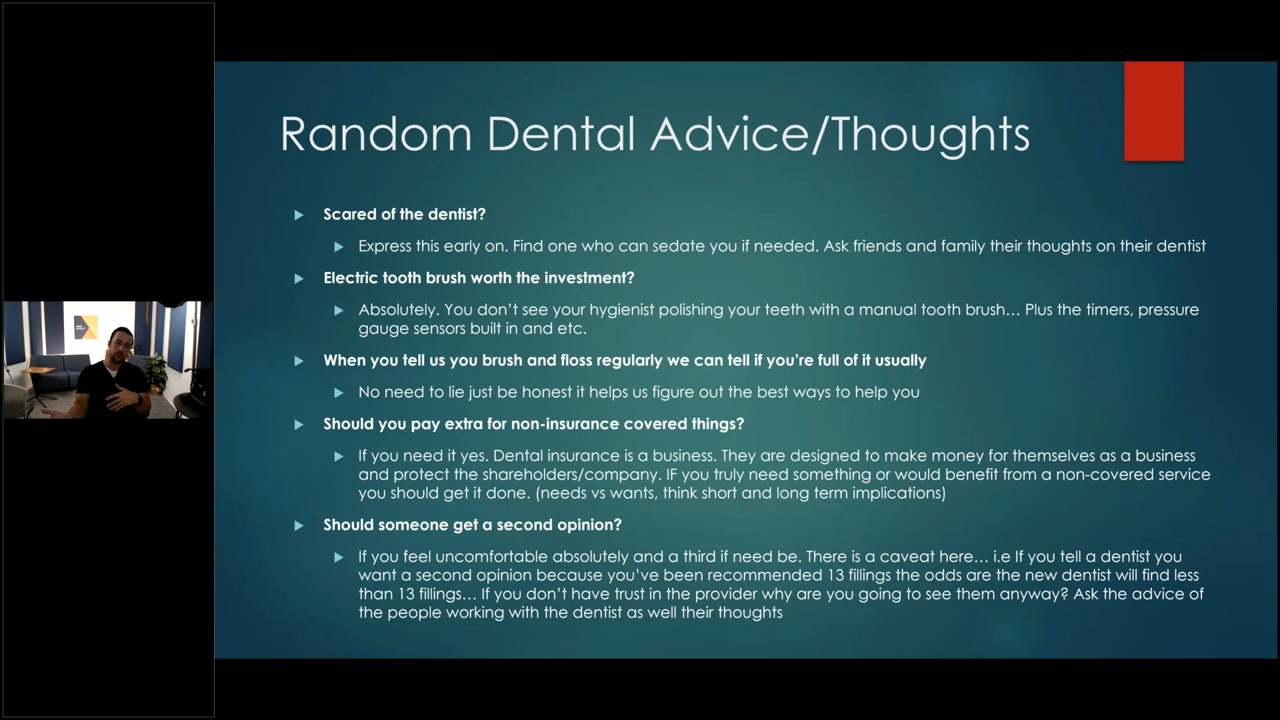 Random Dental Advice/Thoughts
Scared of the dentist?
Express this early on. Find one who can sedate you if needed. Ask friends and family their thoughts on their dentist
Electric tooth brush worth the investment?
Absolutely. You don't see your hygienist polishing your teeth with a manual tooth brush... Plus the timers, pressure
gauge sensors built in and etc.
When you tell us you brush and floss regularly we can tell if you're full of it usually
No need to lie just be honest it helps us figure out the best ways to help you
Should you pay extra for non-insurance covered things?
If you need it yes. Dental insurance is a business. They are designed to make money for themselves as a business
and protect the shareholders/company. IF you truly need something or would benefit from a non-covered service
you should get it done. (needs vs wants, think short and long term implications)
Should someone get a second opinion?
If you feel uncomfortable absolutely and a third if need be. There is a caveat here... i.e If you tell a dentist you
want a second opinion because you've been recommended 13 fillings the odds are the new dentist will find less
than 13 fillings... If you don't have trust in the provider why are you going to see them anyway? Ask the advice of
the people working with the dentist as well their thoughts